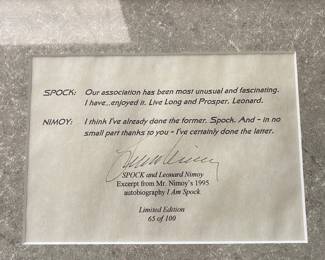 SPOCK: Our association has been most unusual and fascinating.
I have...enjoyed it. Live Long and Prosper, Leonard.
NIMOY: I think I've already done the former, Spock. And - in no
small part thanks to you - I've certainly done the latter.
SPOCK and Leonard Nimoy
Excerpt from Mr. Nimoy's 1995
autobiography I Am Spock
Limited Edition
65 of 100